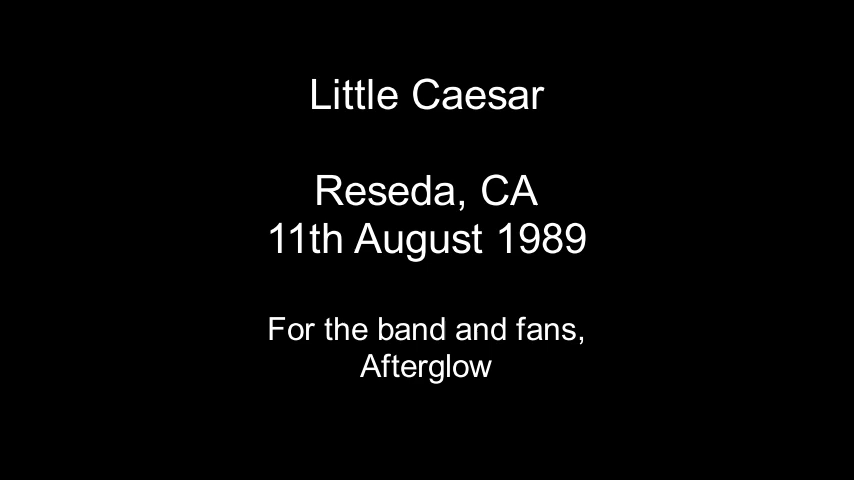 Little Caesar
Reseda, CA
11th August 1989
For the band and fans,
Afterglow